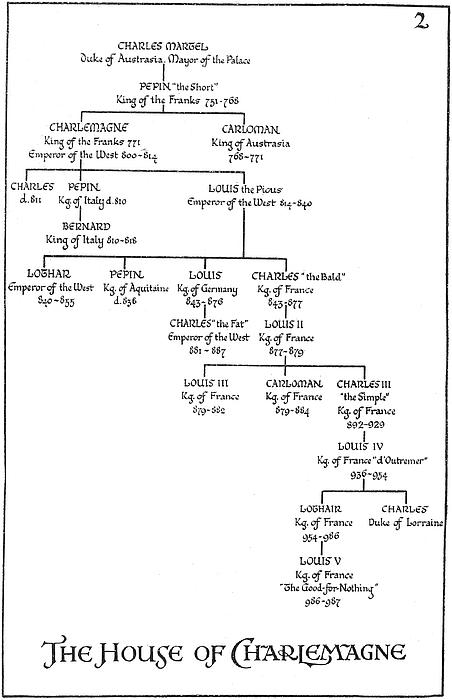 2
CHARLES MARTEL
Duke of Austrasia, Mayor of the Palace
PEPIN "the Short"
King of the Franks 751-768
CHARLEMAGNE
King of the Franks 771
Emperor of the West 800-814
CARLOMAN
King of Austrasia
768-771
CHARLES
d. 811
PEPIN
Kg. of Italy d. 810
LOUIS the Pious
Emperor of the West 814-840
BERNARD
King of Italy 810-818
LOTHAR
Emperor of the West
840-855
PEPIN
Kg. of Aquitaine
d. 838
LOUIS
Kg. of Germany
843-876
CHARLES "the Bald"
Kg. of France
843-877
CHARLES "the Fat"
Emperor of the West
881-887
LOUIS II
Kg. of France
877-879
LOUIS III
Kg. of France
879-882
CARLOMAN
Kg. of France
879-884
CHARLES III
"the Simple"
Kg. of France
892-929
LOUIS IV
Kg. of France "d'Outremer"
936-954
LOTHAIR
Kg. of France
954-986
CHARLES
Duke of Lorraine
LOUIS V
Kg. of France
"The Good-for-Nothing"
986-987
THE HOUSE OF CHARLEMAGNE